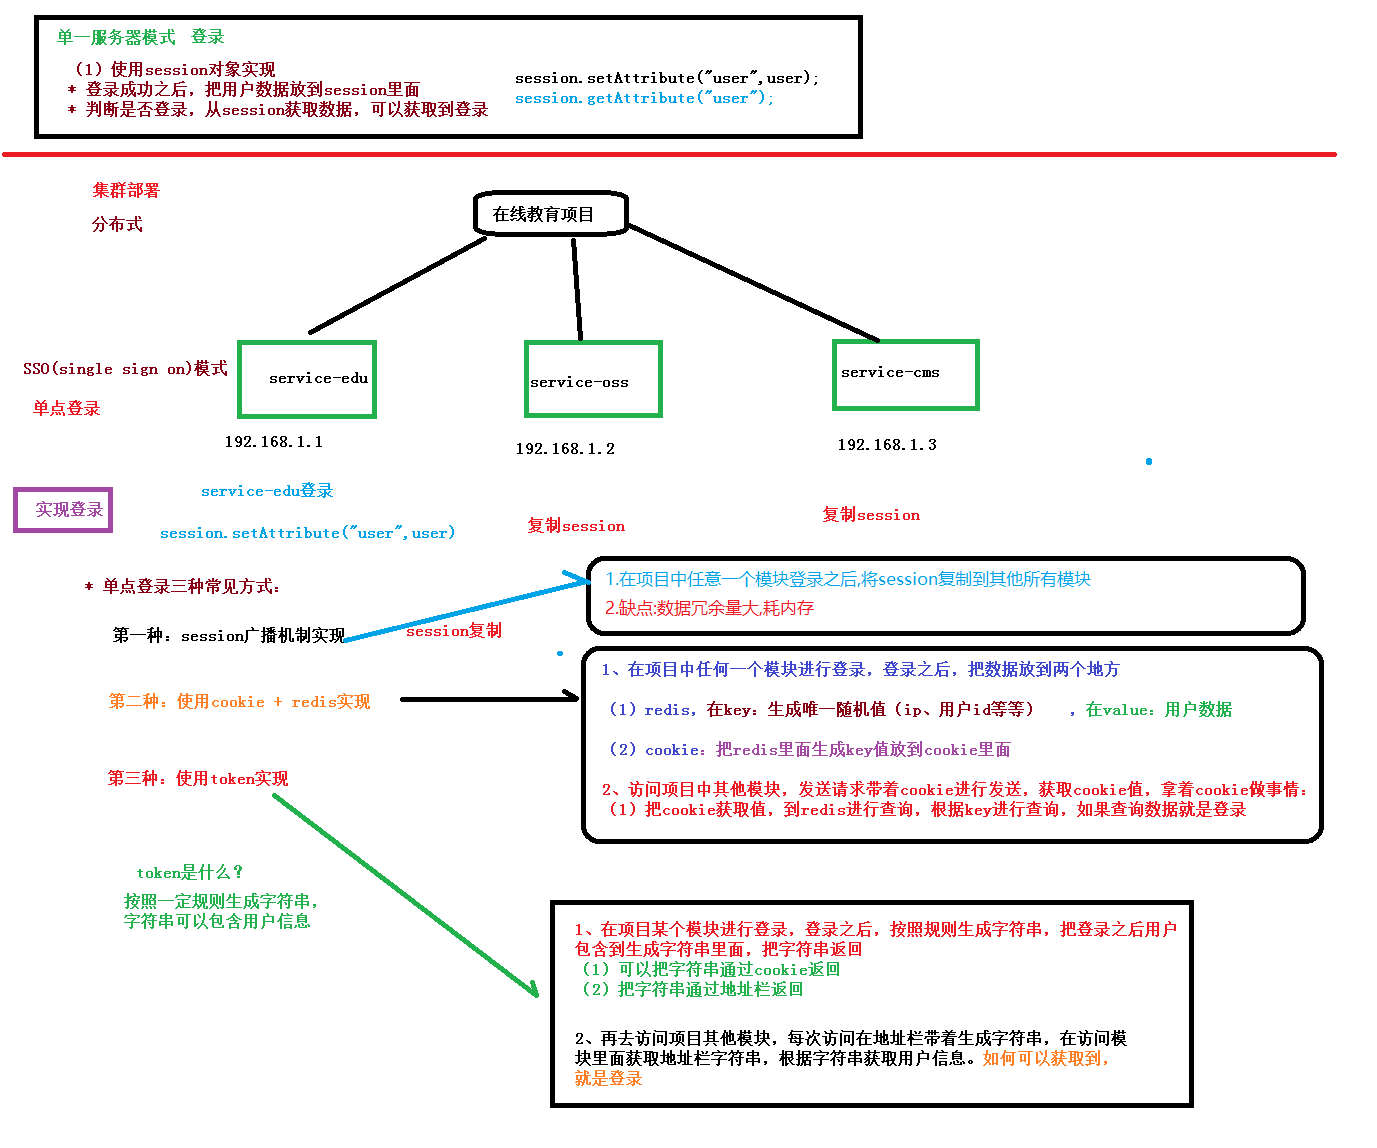 单一服务器模式 登录
（1）使用session对象实现
* 登录成功之后，把用户数据放到session里面
* 判断是否登录，从session获取数据，可以获取到登录
session.setAttribute("user",user);
session.getAttribute("user");
集群部署
分布式
在线教育项目
SSO(single sign on)模式
单点登录
service-edu
service-oss
service-cms
192.168.1.1
192.168.1.2
192.168.1.3
实现登录
service-edu登录
session.setAttribute("user",user)
复制session
复制session
* 单点登录三种常见方式：
第一种：session广播机制实现
session复制
1.在项目中任意一个模块登录之后,将session复制到其他所有模块
2.缺点:数据冗余量大,耗内存
第二种：使用cookie + redis实现
1、在项目中任何一个模块进行登录，登录之后，把数据放到两个地方
（1）redis，在key：生成唯一随机值（ip、用户id等等） ，在value：用户数据
（2）cookie：把redis里面生成key值放到cookie里面
2、访问项目中其他模块，发送请求带着cookie进行发送，获取cookie值，拿着cookie做事情：
（1）把cookie获取值，到redis进行查询，根据key进行查询，如果查询数据就是登录
第三种：使用token实现
token是什么？
按照一定规则生成字符串，
字符串可以包含用户信息
1、在项目某个模块进行登录，登录之后，按照规则生成字符串，把登录之后用户
包含到生成字符串里面，把字符串返回
（1）可以把字符串通过cookie返回
（2）把字符串通过地址栏返回
2、再去访问项目其他模块，每次访问在地址栏带着生成字符串，在访问模
块里面获取地址栏字符串，根据字符串获取用户信息。如何可以获取到，
就是登录